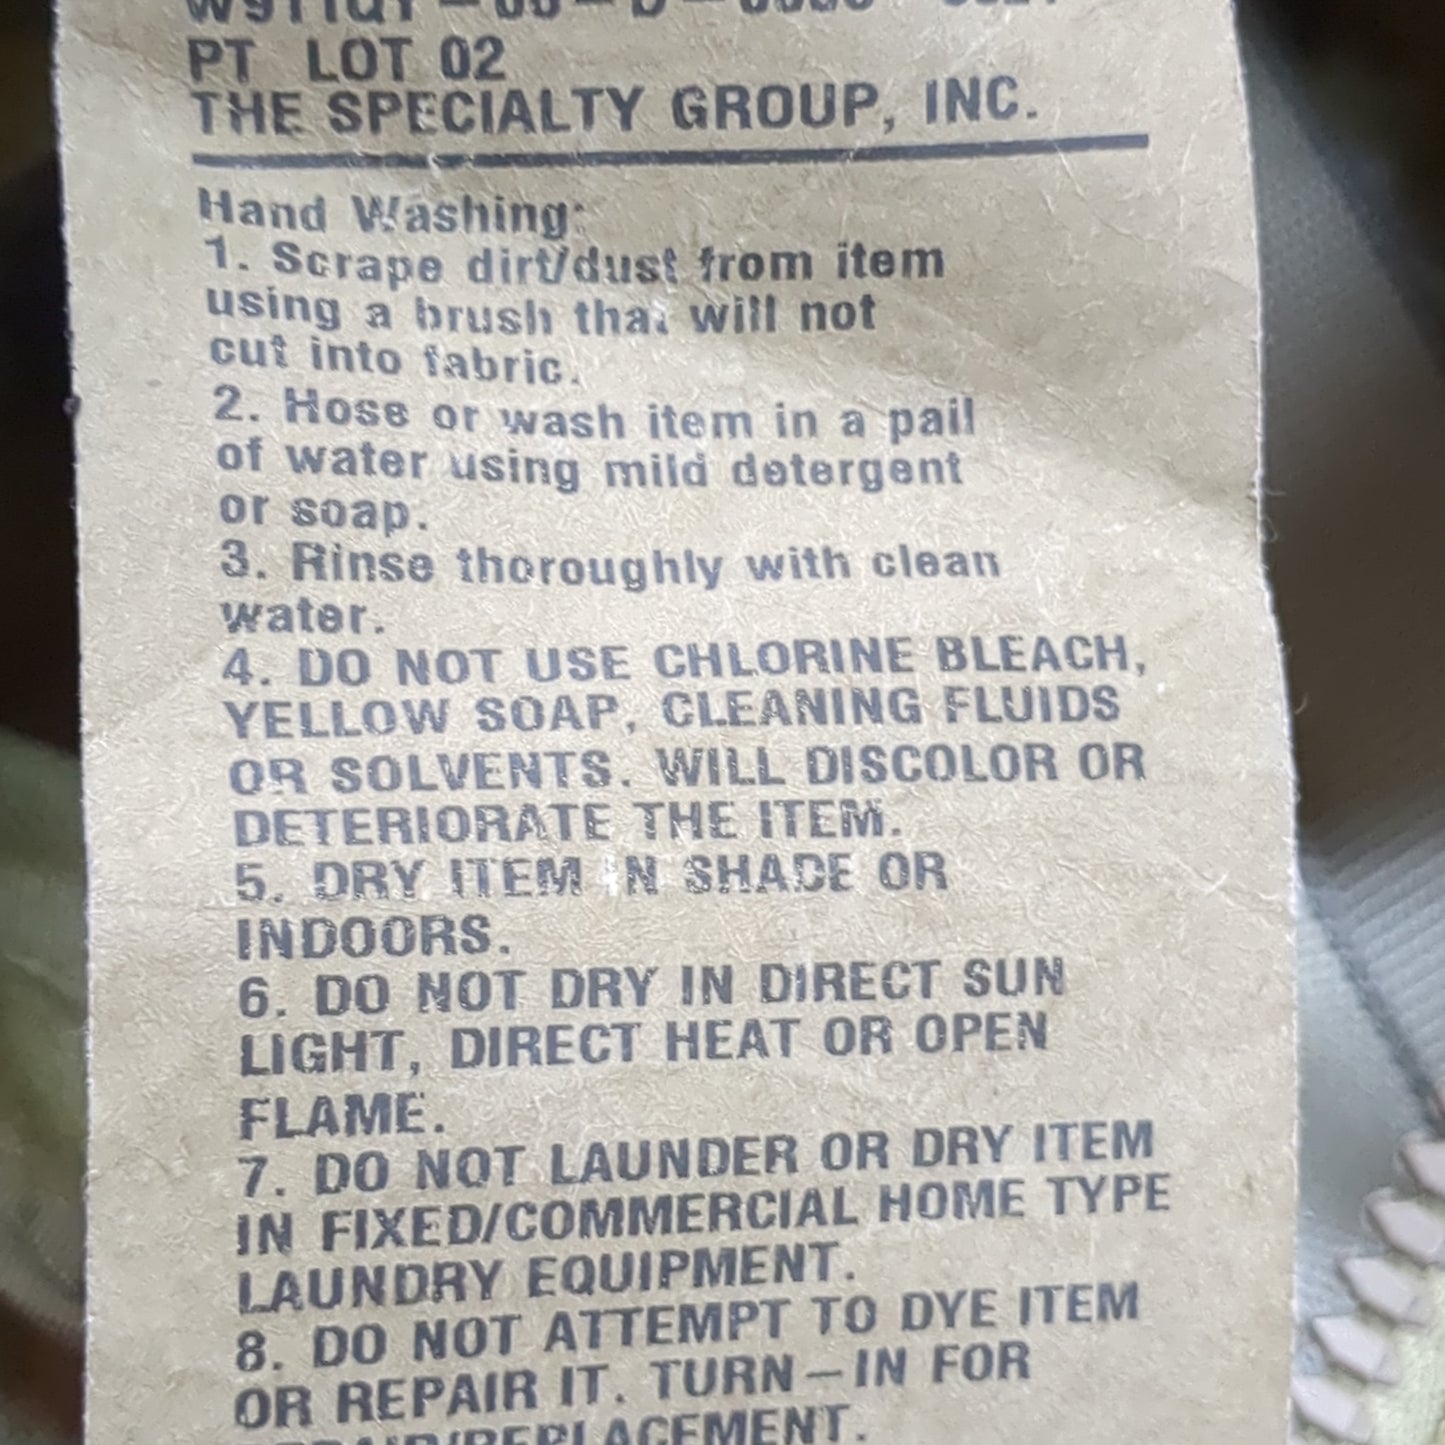 PT LOT 02
THE SPECIALTY GROUP, INC.
Hand Washing:
1. Scrape dirt/dust from item
using a brush that will not
cut into fabric.
2. Hose or wash item in a pail
of water using mild detergent
or soap.
3. Rinse thoroughly with clean
water.
4. DO NOT USE CHLORINE BLEACH,
YELLOW SOAP, CLEANING FLUIDS
OR SOLVENTS. WILL DISCOLOR OR
DETERIORATE THE ITEM.
5. DRY ITEM IN SHADE OR
INDOORS.
6. DO NOT DRY IN DIRECT SUN
LIGHT, DIRECT HEAT OR OPEN
FLAME.
7. DO NOT LAUNDER OR DRY ITEM
IN FIXED/COMMERCIAL HOME TYPE
LAUNDRY EQUIPMENT.
8. DO NOT ATTEMPT TO DYE ITEM
OR REPAIR IT. TURN-IN FOR
REPAIR/REPLACEMENT.